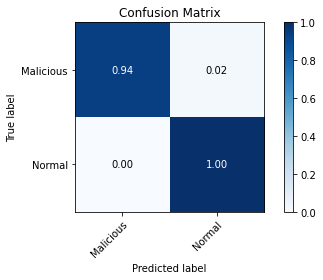 Confusion Matrix
1.0
Malicious 0.94 0.02
0.8
0.6
True label
0.4
Normal 0.00 1.00
0.2
0.0
Malicious Normal
Predicted label